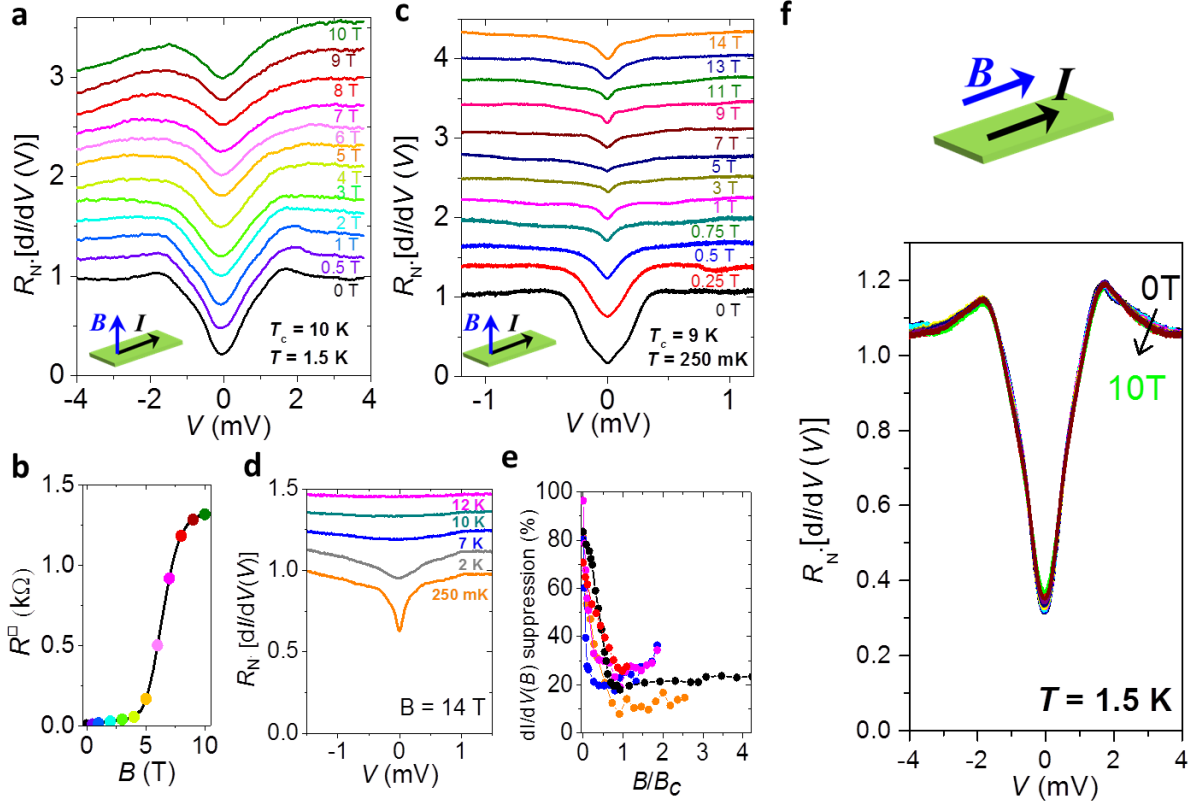 a
10 T
9 T
8 T
7 T
6 T
5 T
4 T
3 T
2 T
1 T
0.5 T
0 T
B
I
T_c = 10 K
T = 1.5 K
3
2
1
0
-4
-2
0
2
4
V (mV)
R_N.[dI/dV (V)]
c
14 T
13 T
11 T
9 T
7 T
5 T
3 T
1 T
0.75 T
0.5 T
0.25 T
0 T
B
I
T_c = 9 K
T = 250 mK
4
3
2
1
0
-1
0
1
V (mV)
R_N.[dI/dV (V)]
b
1.5
1.0
0.5
0.0
0
5
10
B (T)
R□ (kΩ)
d
12 K
10 K
7 K
2 K
250 mK
B = 14 T
1.5
1.0
0.5
0.0
-1
0
1
V (mV)
R_N. [dI/dV(V)]
e
100
80
60
40
20
0
0
1
2
3
4
B/B_C
dI/dV(B) suppression (%)
f
B
I
0T
10T
T = 1.5 K
1.2
1.0
0.8
0.6
0.4
0.2
0.0
-4
-2
0
2
4
V (mV)
R_N.[dI/dV (V)]